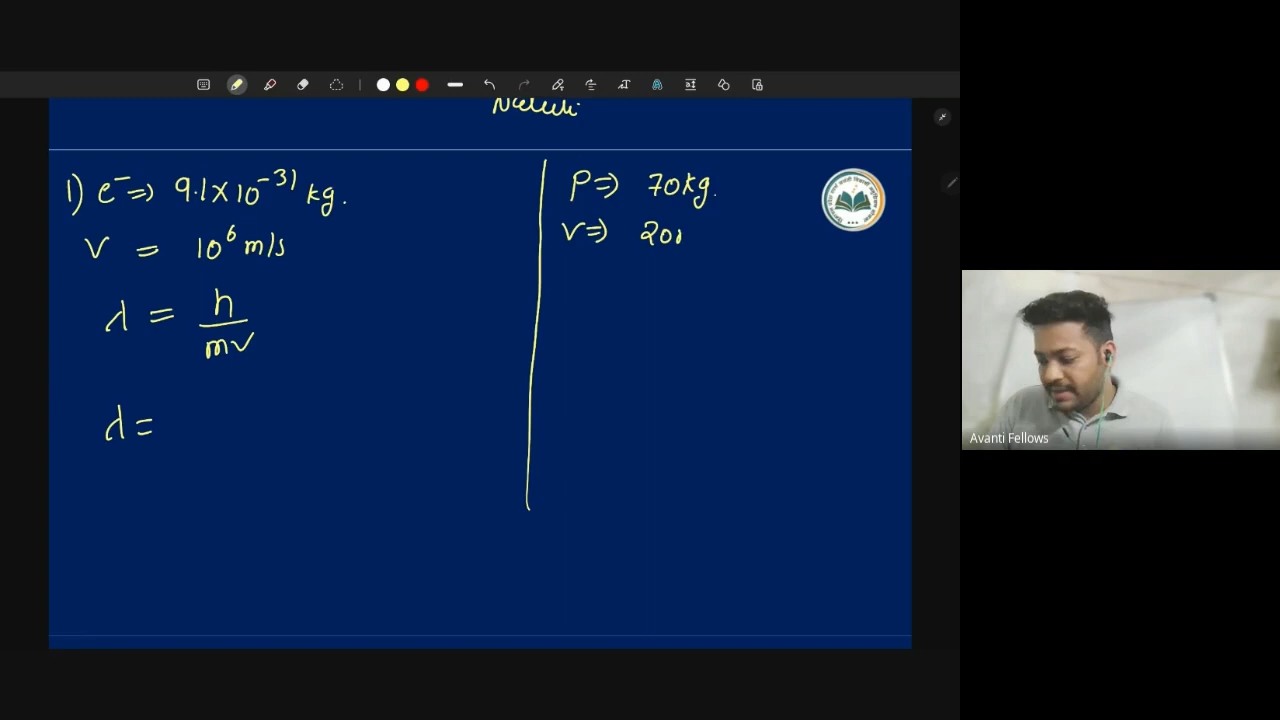 1) e⁻ ⇒ 9.1×10⁻³¹ kg.
v = 10⁶ m/s
λ = h/mv
λ =
P ⇒ 70kg.
v ⇒ 20
Avanti Fellows